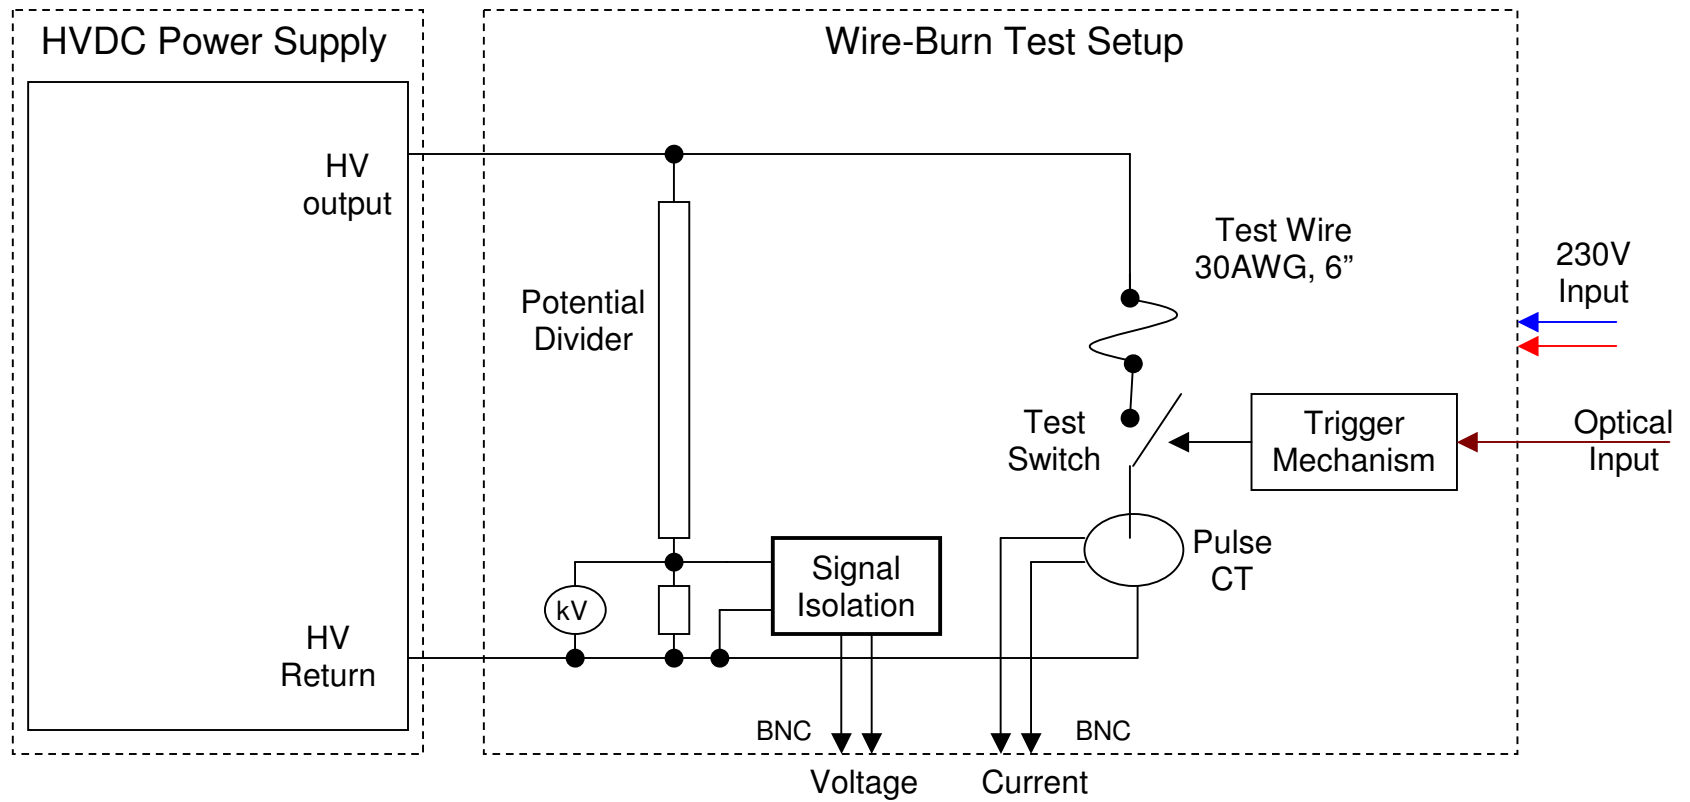 HVDC Power Supply
Wire-Burn Test Setup
HV
output
Test Wire
30AWG, 6”
230V
Input
Potential
Divider
Test
Switch
Trigger
Mechanism
Optical
Input
Signal
Isolation
Pulse
CT
kV
HV
Return
BNC
BNC
Voltage
Current